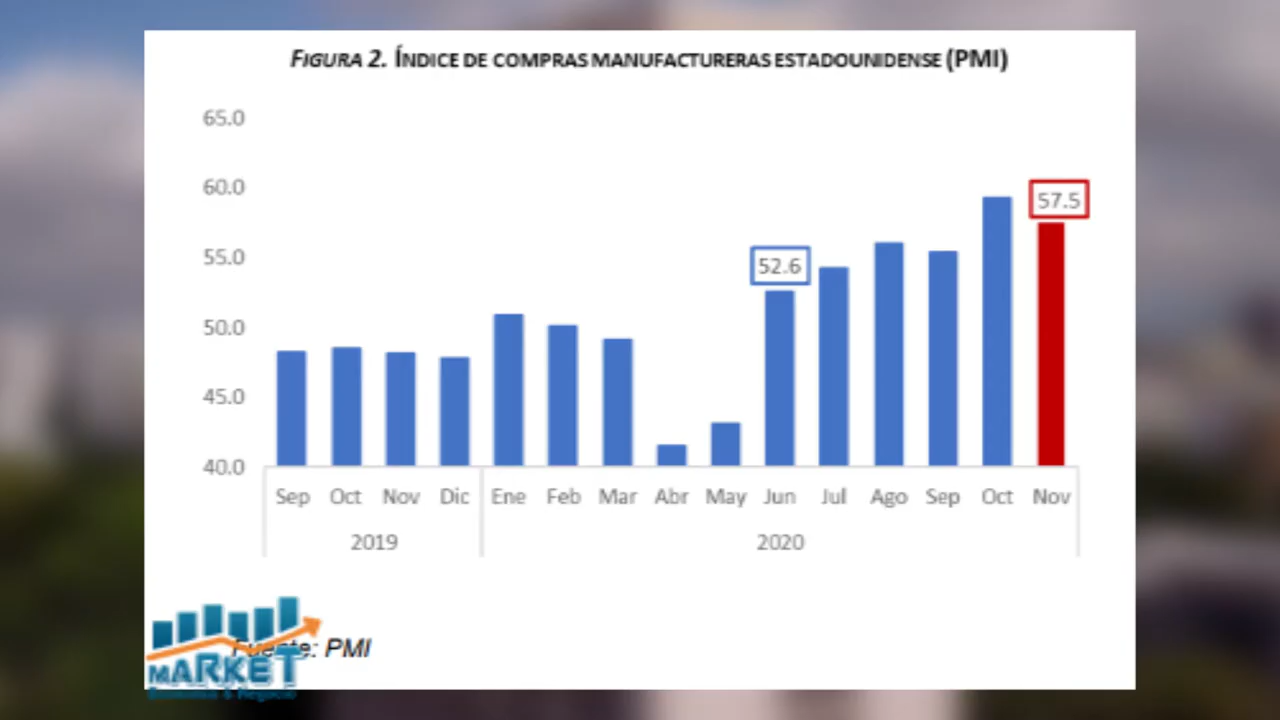 FIGURA 2. ÍNDICE DE COMPRAS MANUFACTURERAS ESTADOUNIDENSE (PMI)
65.0
60.0
57.5
55.0
52.6
50.0
45.0
40.0
Sep Oct Nov Dic Ene Feb Mar Abr May Jun Jul Ago Sep Oct Nov
2019 2020
Fuente: PMI
MARKET
Economía & Negocio